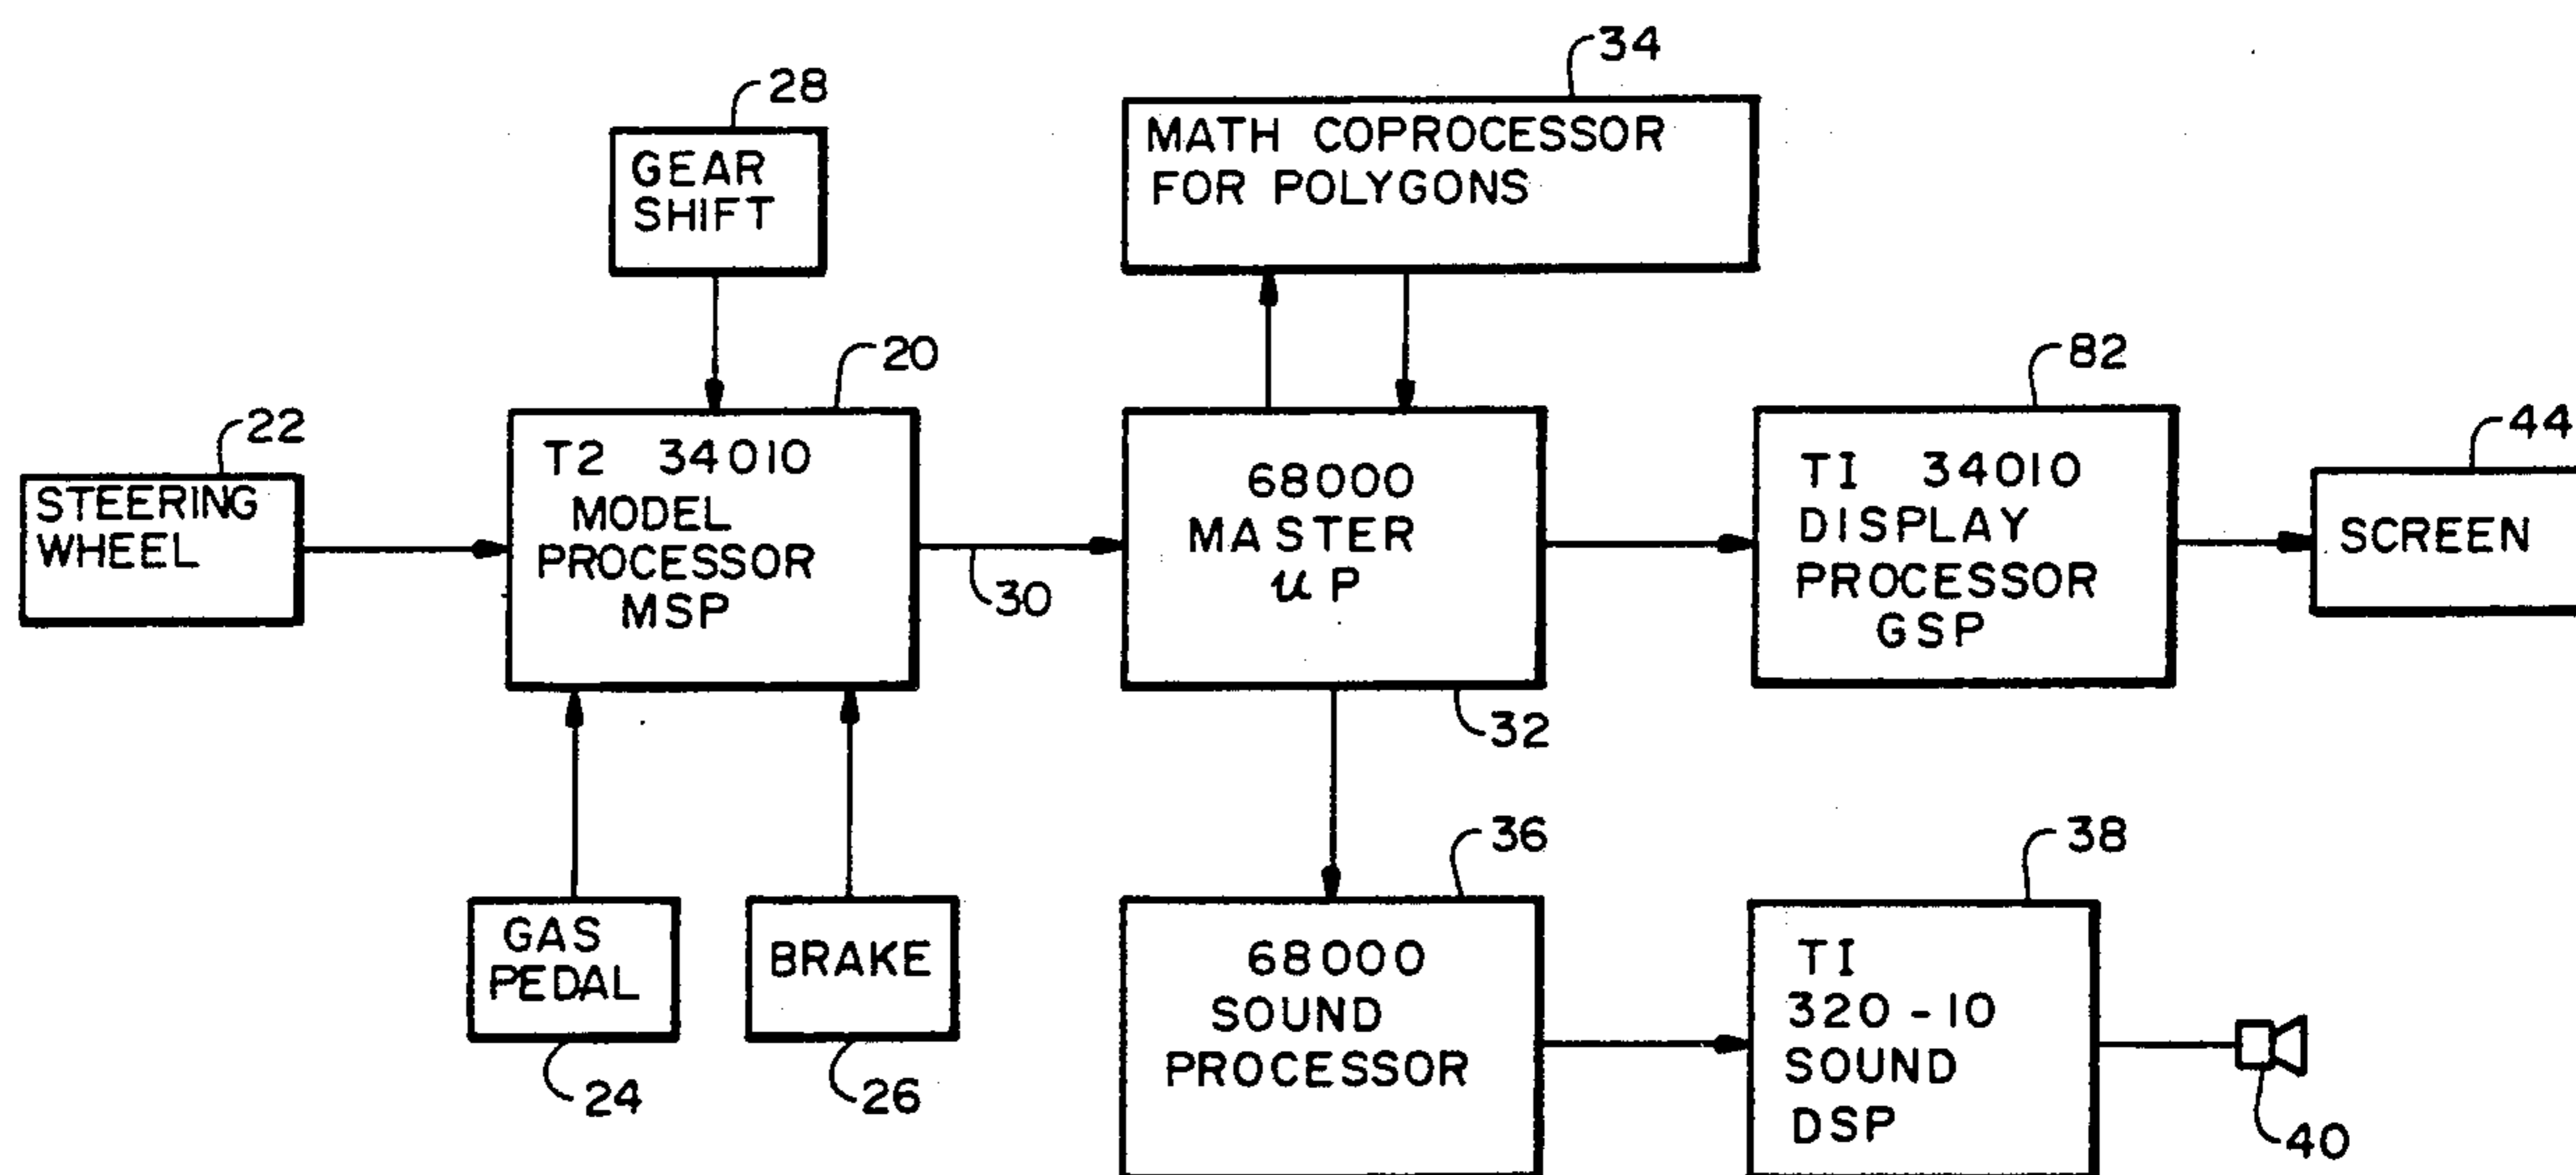 34
28
MATH COPROCESSOR
FOR POLYGONS
GEAR
SHIFT
20
82
22
44
STEERING
WHEEL
T2 34010
MODEL
PROCESSOR
MSP
30
68000
MASTER
uP
32
TI 34010
DISPLAY
PROCESSOR
GSP
SCREEN
36
38
GAS
PEDAL
24
BRAKE
26
68000
SOUND
PROCESSOR
TI
320-10
SOUND
DSP
40